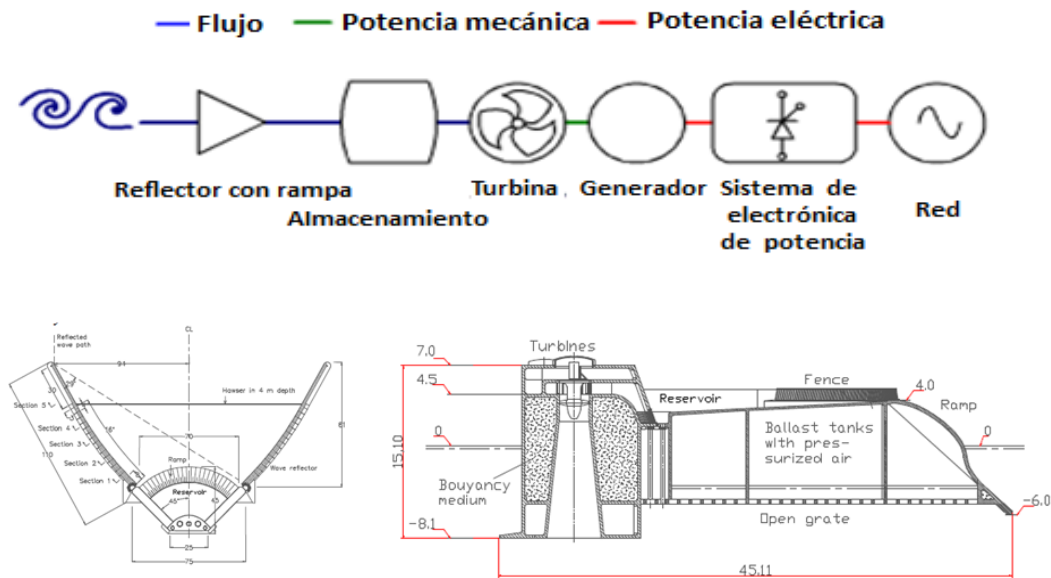 Flujo Potencia mecánica Potencia eléctrica
Reflector con rampa
Almacenamiento
Turbina
Generador
Sistema de
electrónica
de potencia
Red
Reflected
wave path
CL
Hawser in 4 m depth
Section 5
Section 4
Section 3
Section 2
Section 1
Ramp
Wave reflector
Reservoir
70
81
25
75
Turbines
7.0
4.5
0
15.10
-8.1
Bouyancy
medium
Reservoir
Fence
4.0
Ramp
0
Ballast tanks
with pres-
surized air
Open grate
-6.0
45.11